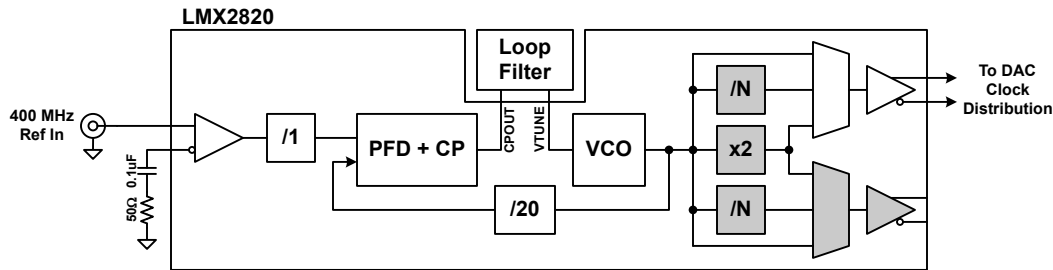 LMX2820
Loop
Filter
To DAC
Clock
Distribution
400 MHz
Ref In
/1
PFD + CP
CPOUT
VTUNE
VCO
/N
x2
/20
/N
50Ω 0.1uF